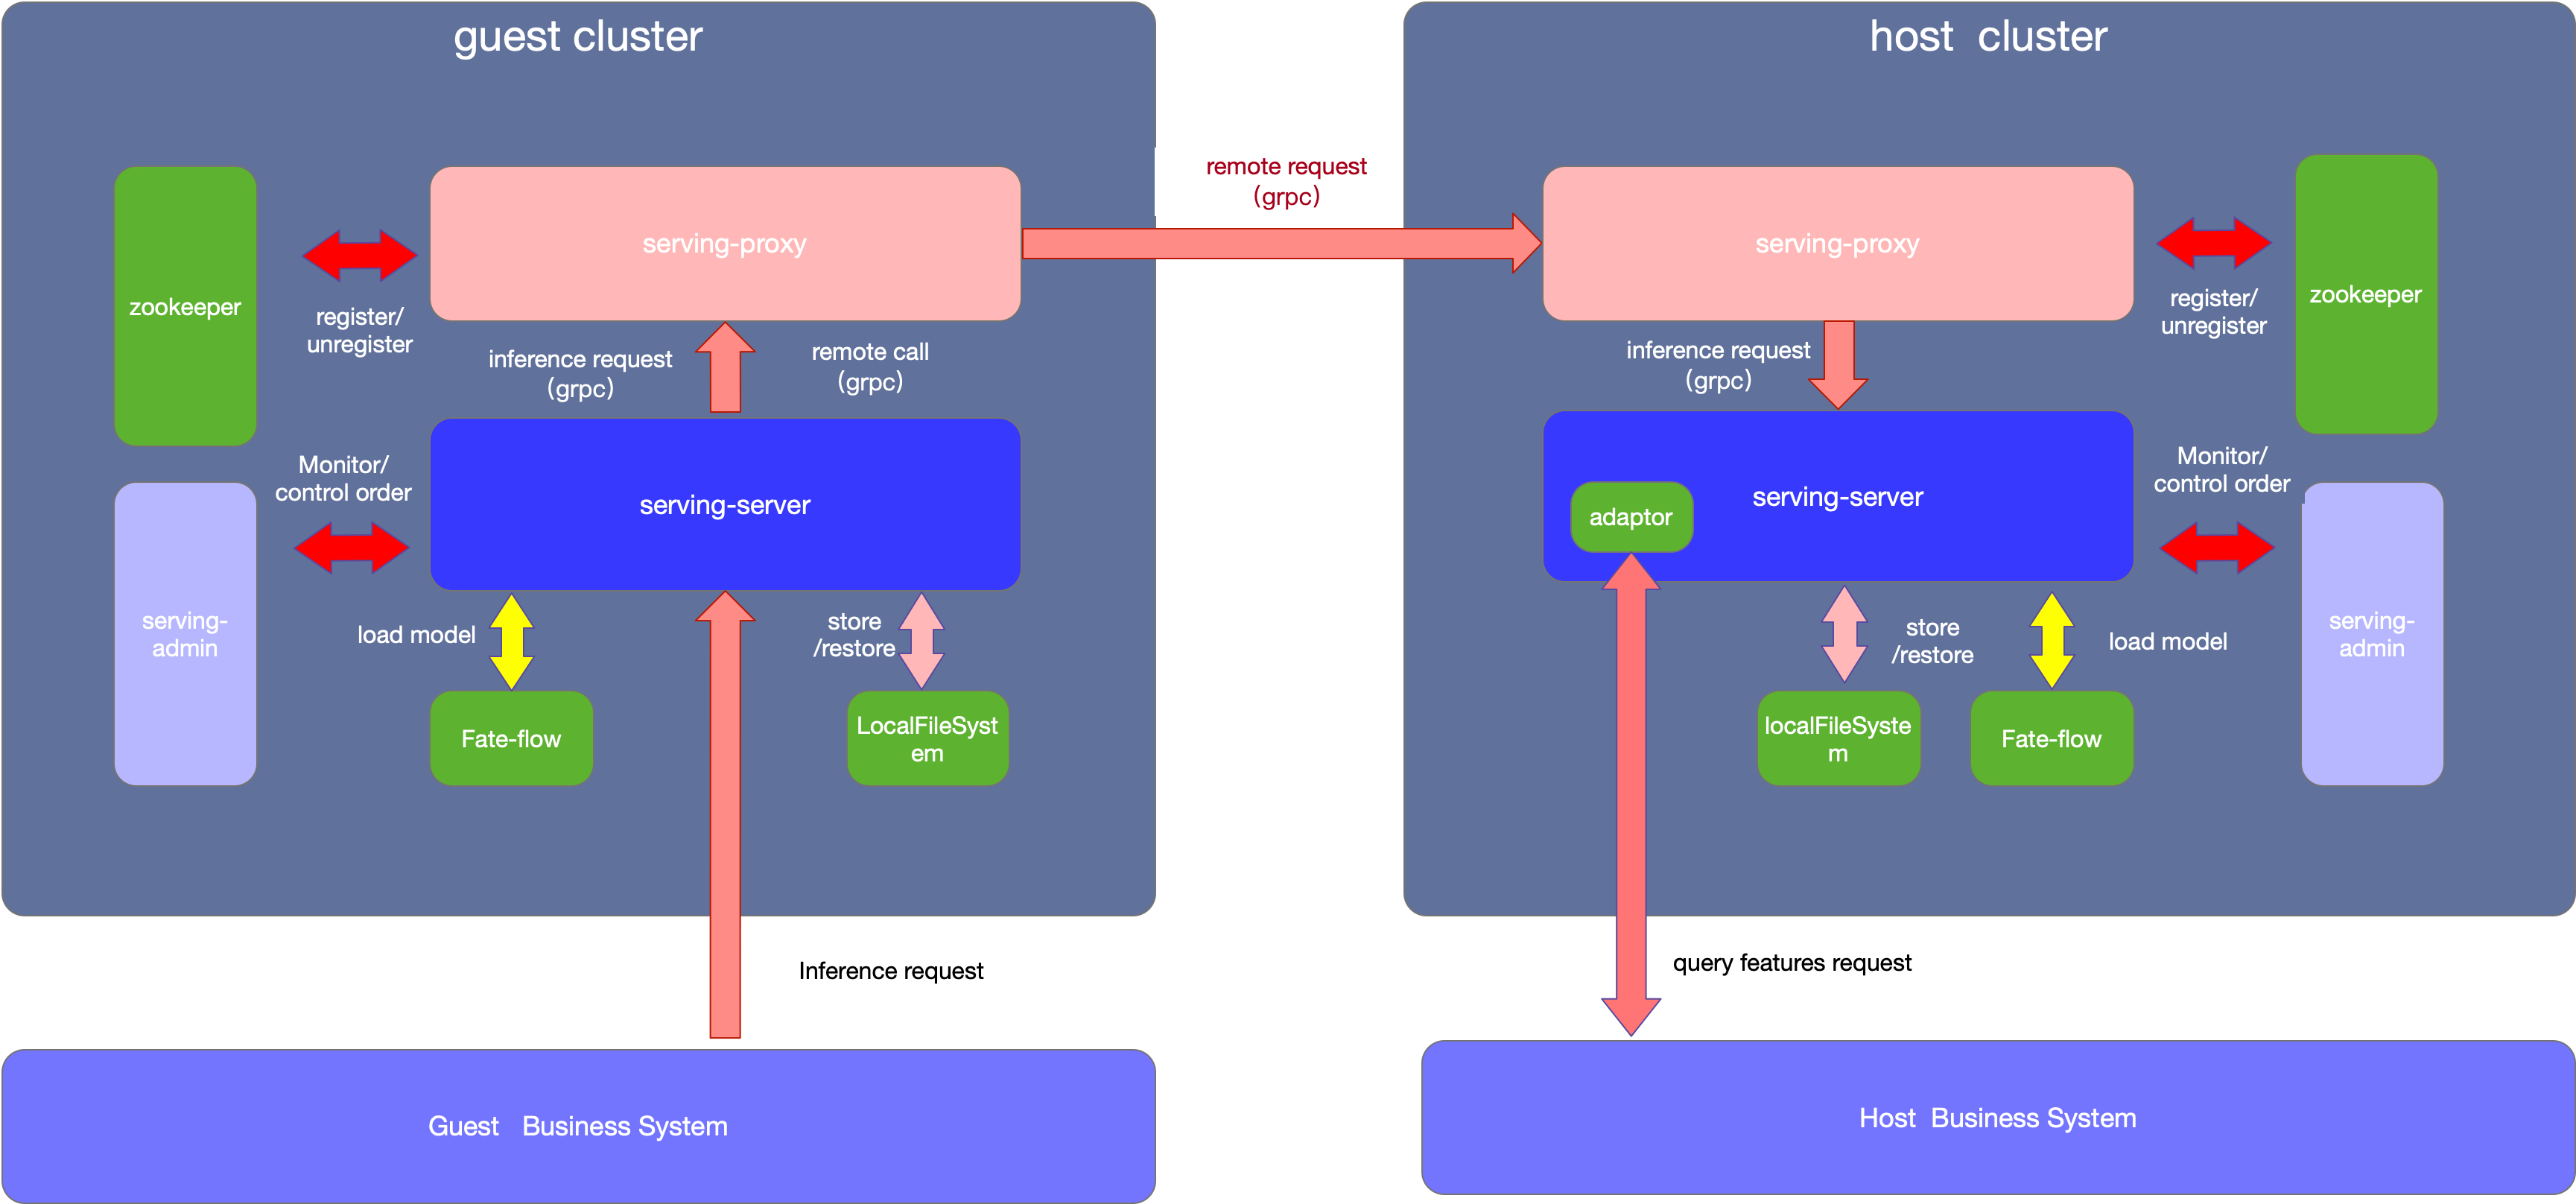 guest cluster
zookeeper
register/
unregister
serving-proxy
inference request
(grpc)
remote call
(grpc)
Monitor/
control order
serving-server
serving-
admin
load model
store
/restore
Fate-flow
LocalFileSyst
em
Inference request
Guest   Business System
remote request
(grpc)
host  cluster
serving-proxy
register/
unregister
zookeeper
inference request
(grpc)
adaptor
serving-server
Monitor/
control order
serving-
admin
store
/restore
load model
localFileSyste
m
Fate-flow
query features request
Host  Business System